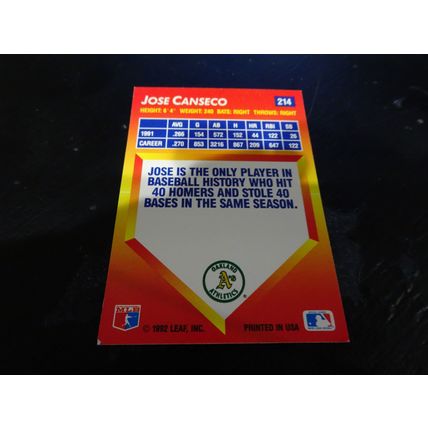 JOSE CANSECO 214
HEIGHT: 6' 4" WEIGHT: 240 BATS: RIGHT THROWS: RIGHT
AVG G AB H HR RBI SB
1991 .266 154 572 152 44 122 26
CAREER .270 853 3216 867 209 647 122
JOSE IS THE ONLY PLAYER IN
BASEBALL HISTORY WHO HIT
40 HOMERS AND STOLE 40
BASES IN THE SAME SEASON.
OAKLAND
A's
ATHLETICS ®
© 1992 LEAF, INC. PRINTED IN USA